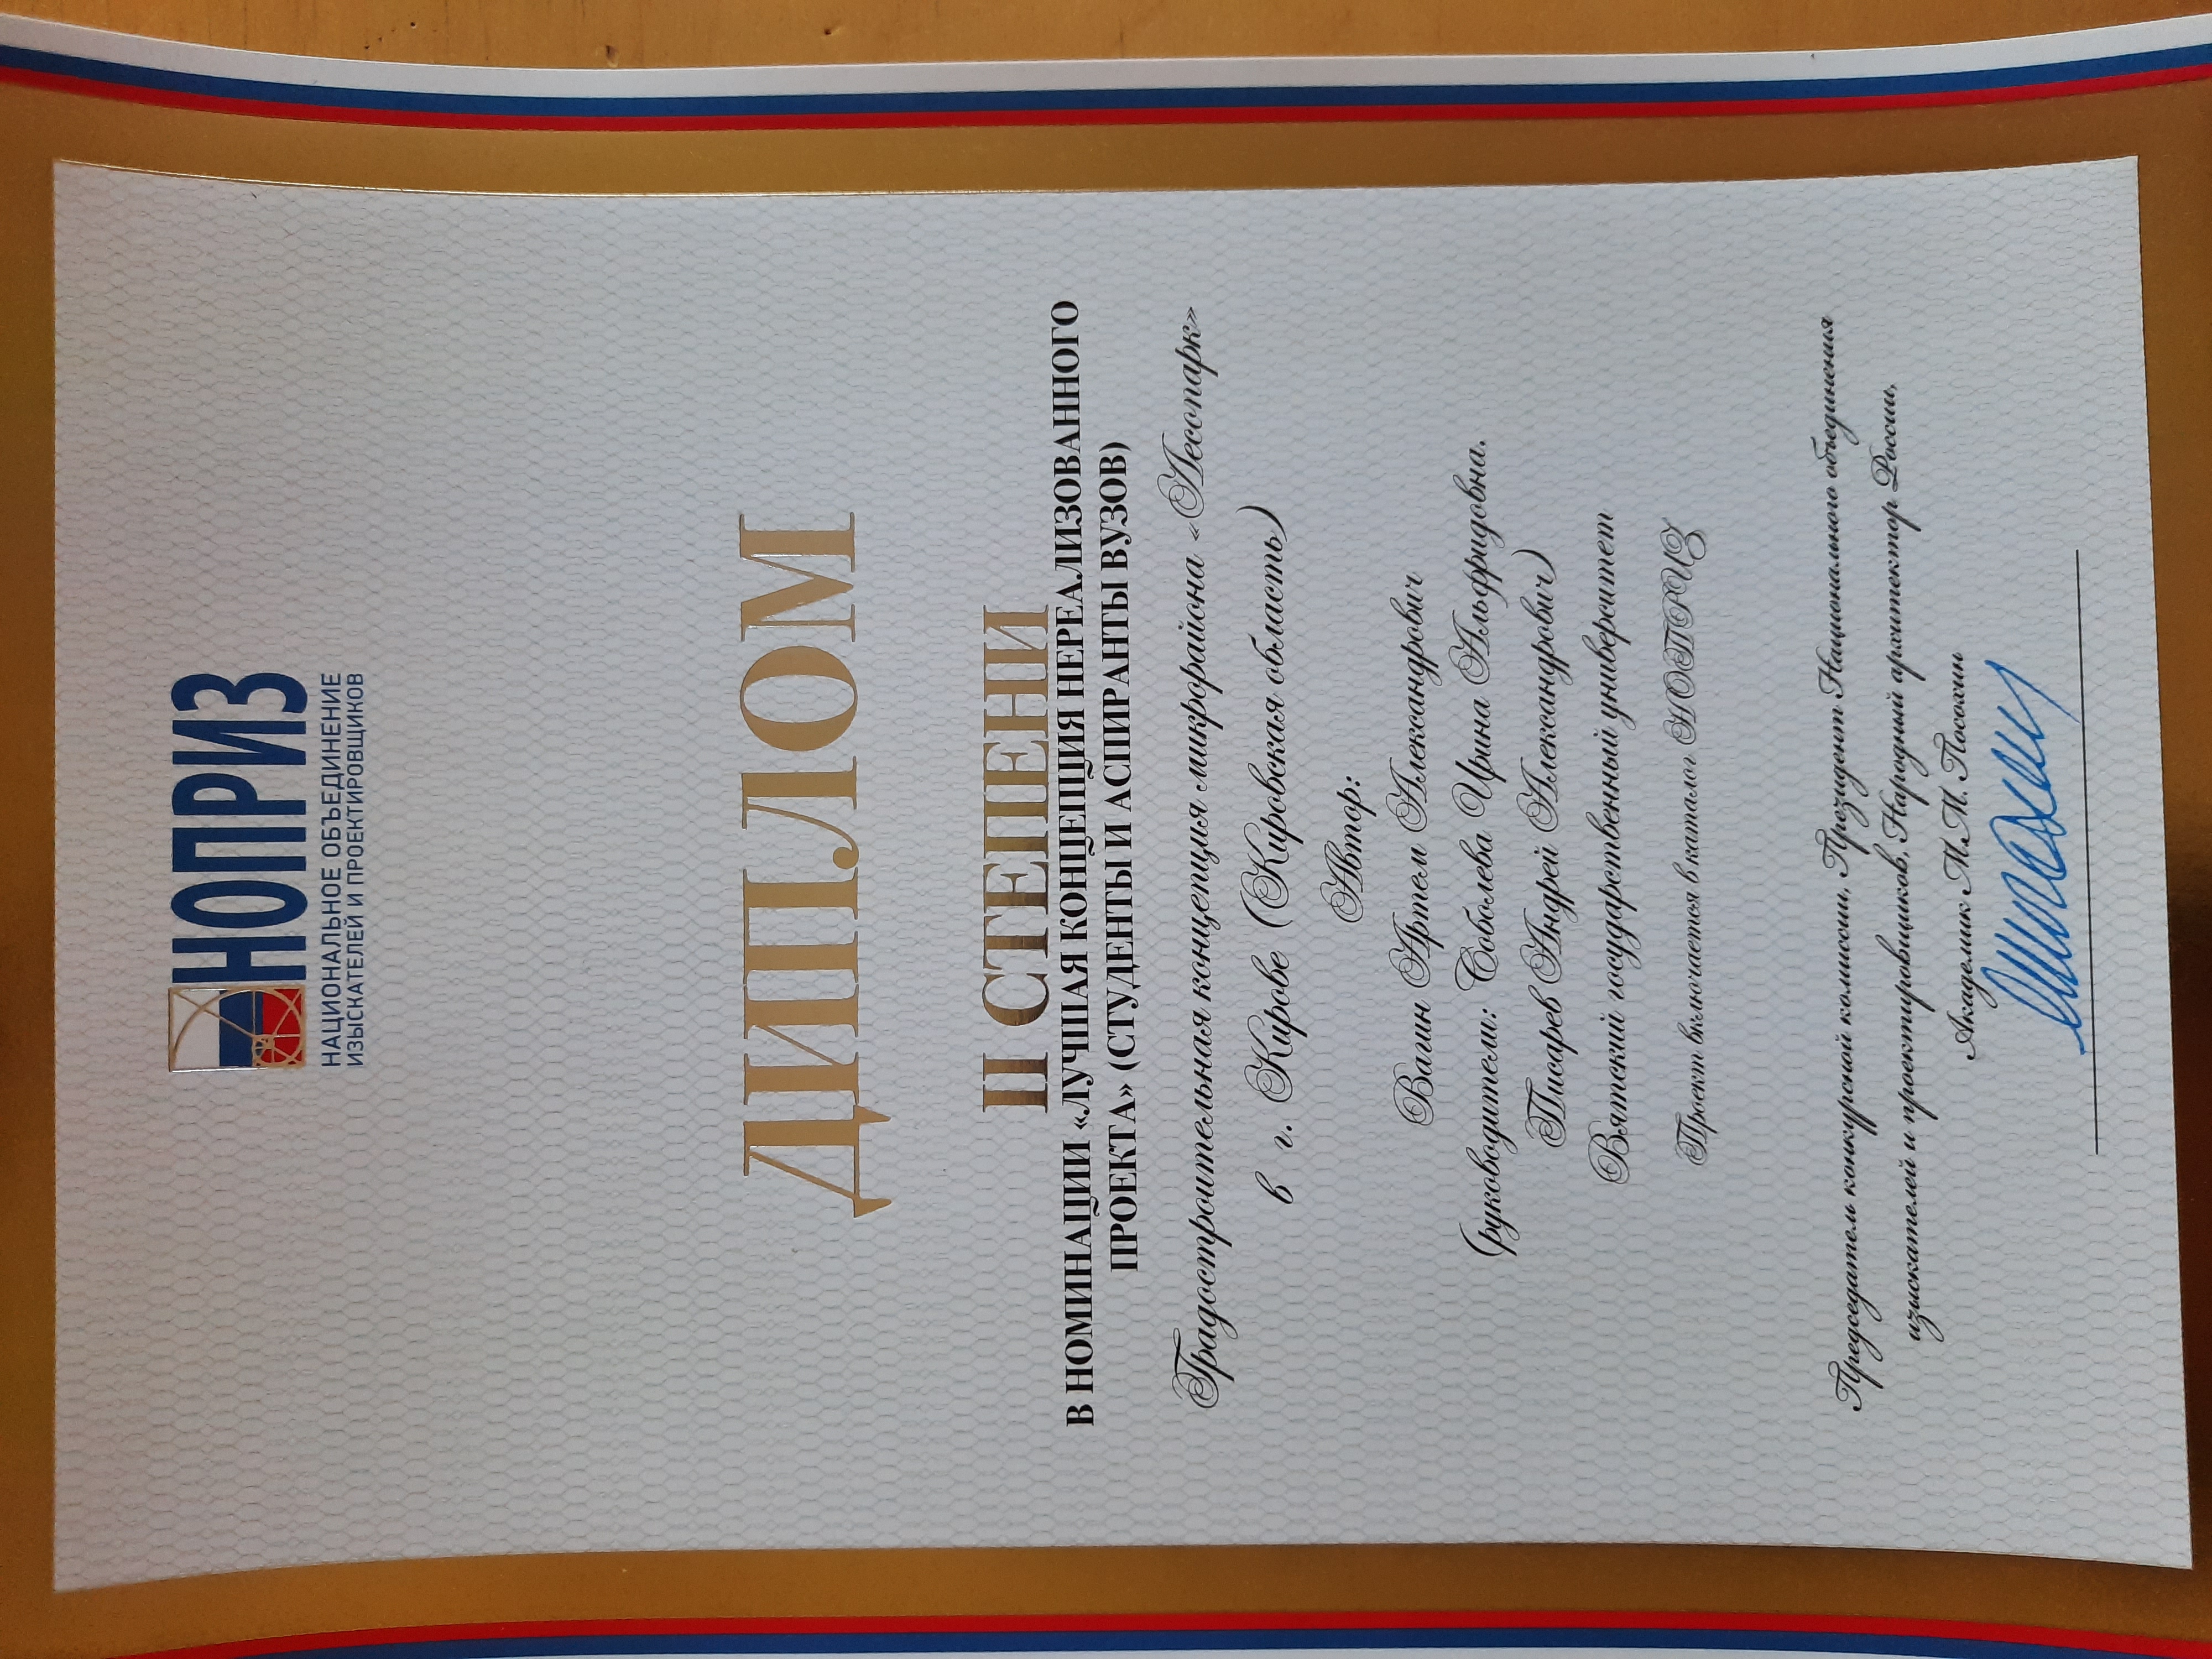 НОПРИЗ
НАЦИОНАЛЬНОЕ ОБЪЕДИНЕНИЕ
ИЗЫСКАТЕЛЕЙ И ПРОЕКТИРОВЩИКОВ
ДИПЛОМ
II СТЕПЕНИ
В НОМИНАЦИИ «ЛУЧШАЯ КОНЦЕПЦИЯ НЕРЕАЛИЗОВАННОГО
ПРОЕКТА» (СТУДЕНТЫ И АСПИРАНТЫ ВУЗОВ)
Градостроительная концепция микрорайона «Лесопарк»
в г. Кирове (Кировская область)
Автор:
Вагин Артем Александрович
(руководители: Соболева Ирина Альфридовна.
Писарев Андрей Александрович)
Вятский государственный университет
Проект включается в каталог НОПРИЗ
Председатель конкурсной комиссии, Президент Национального объединения
изыскателей и проектировщиков, Народный архитектор России,
Академик М.М. Посохин